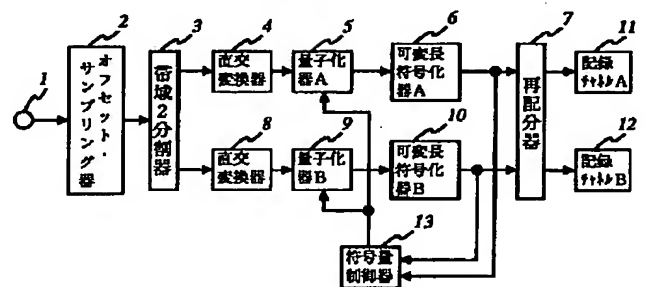 1
2
オフセット・
サンプリング器
3
帯域2分割器
4
直交
変換器
5
量子化
器A
6
可変長
符号化
器A
7
再配分器
11
記録
チャネルA
8
直交
変換器
9
量子化
器B
10
可変長
符号化
器B
12
記録
チャネルB
13
符号量
制御器